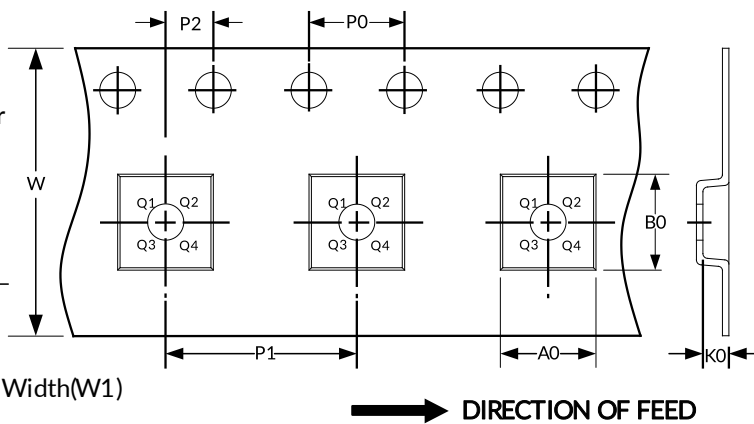 P2
P0
r
W
Q1 Q2
Q3 Q4
Q1 Q2
Q3 Q4
Q1 Q2
Q3 Q4
B0
P1
A0
K0
Width(W1)
DIRECTION OF FEED